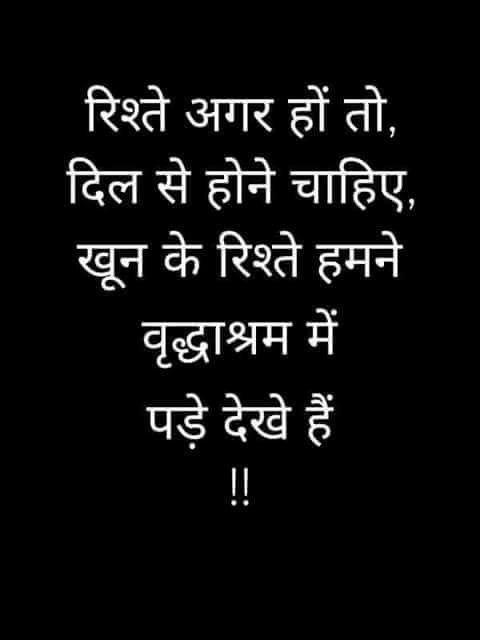 रिश्ते अगर हों तो,
दिल से होने चाहिए,
खून के रिश्ते हमने
वृद्धाश्रम में
पड़े देखे हैं
!!